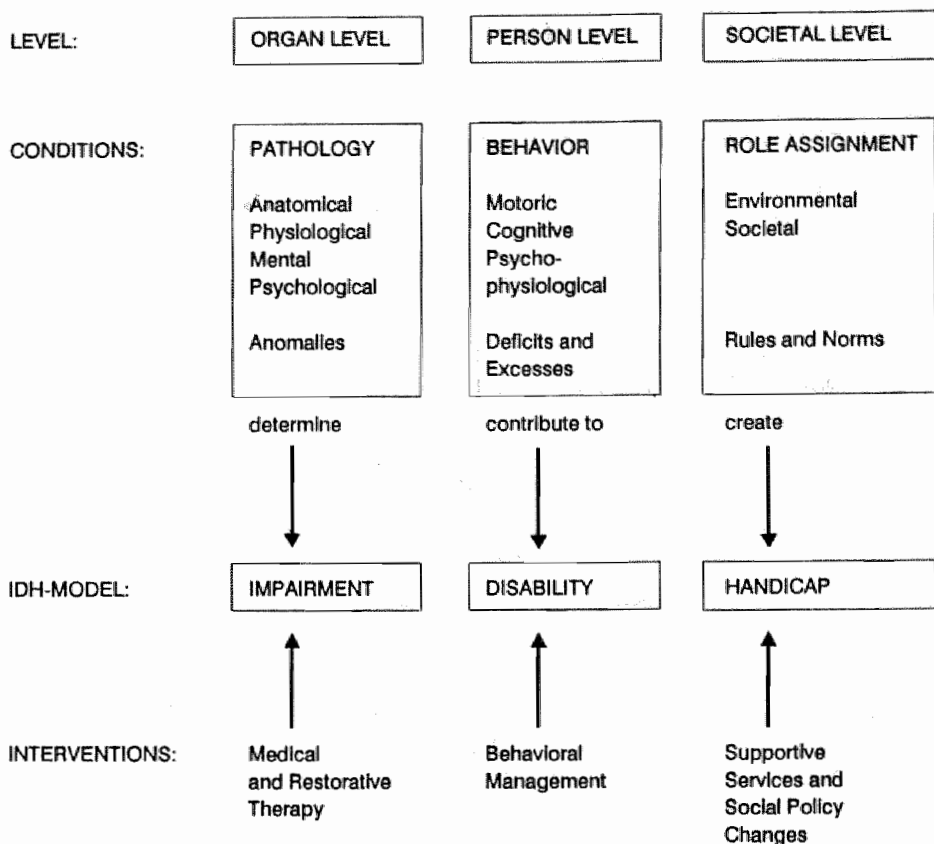 LEVEL: ORGAN LEVEL PERSON LEVEL SOCIETAL LEVEL
CONDITIONS: PATHOLOGY BEHAVIOR ROLE ASSIGNMENT
Anatomical Motoric Environmental
Physiological Cognitive Societal
Mental Psycho-
Psychological physiological
Anomalies Deficits and Rules and Norms
Excesses
determine contribute to create
IDH-MODEL: IMPAIRMENT DISABILITY HANDICAP
INTERVENTIONS: Medical Behavioral Supportive
and Restorative Management Services and
Therapy Social Policy
Changes